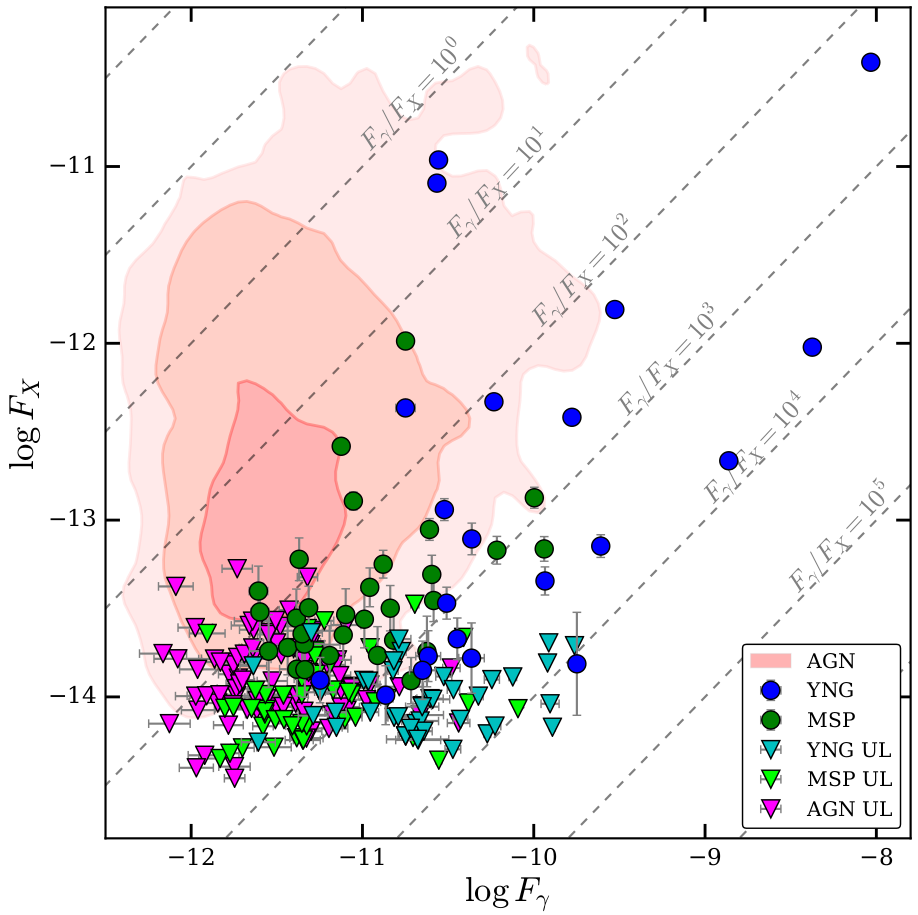 F_γ/F_X = 10^0
F_γ/F_X = 10^1
F_γ/F_X = 10^2
F_γ/F_X = 10^3
F_γ/F_X = 10^4
F_γ/F_X = 10^5
log F_X
−11
−12
−13
−14
AGN
YNG
MSP
YNG UL
MSP UL
AGN UL
−12 −11 −10 −9 −8
log F_γ